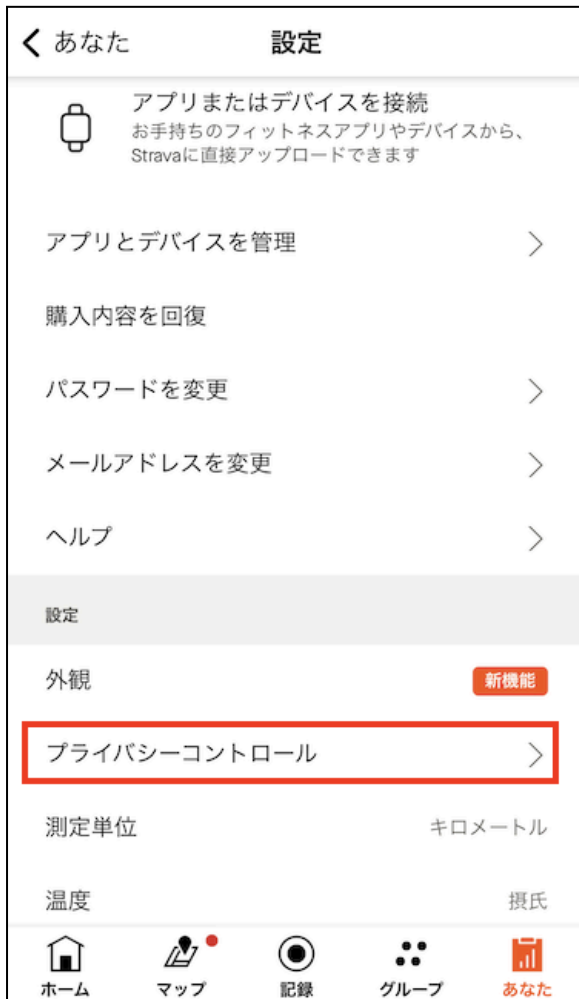 あなた
設定
アプリまたはデバイスを接続
お手持ちのフィットネスアプリやデバイスから、
Stravaに直接アップロードできます
アプリとデバイスを管理
購入内容を回復
パスワードを変更
メールアドレスを変更
ヘルプ
設定
外観 新機能
プライバシーコントロール
測定単位 キロメートル
温度 摂氏
ホーム マップ 記録 グループ あなた